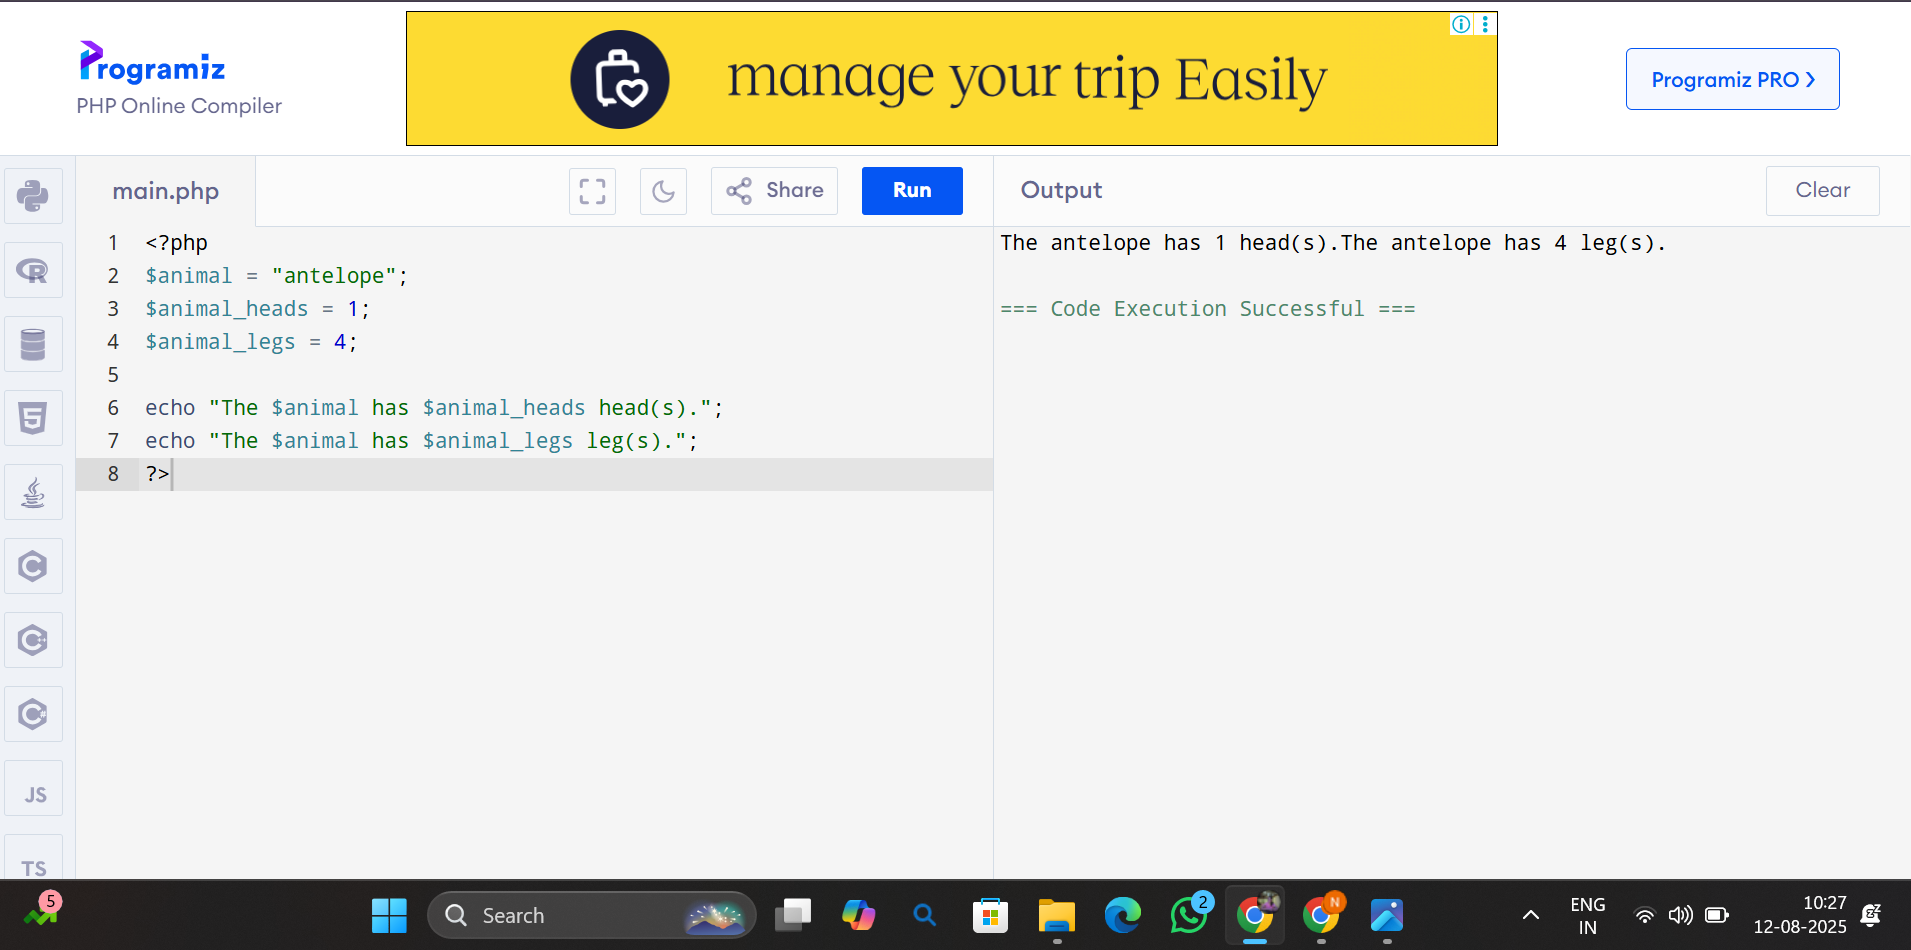 Programiz
PHP Online Compiler
manage your trip Easily
Programiz PRO
main.php
Share
Run
Output
Clear
1 <?php
2 $animal = "antelope";
3 $animal_heads = 1;
4 $animal_legs = 4;
5
6 echo "The $animal has $animal_heads head(s).";
7 echo "The $animal has $animal_legs leg(s).";
8 ?>
The antelope has 1 head(s).The antelope has 4 leg(s).
=== Code Execution Successful ===
JS
TS
5
Search
2
N
ENG
IN
10:27
12-08-2025